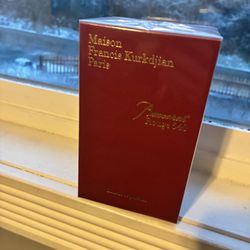 Maison
Francis Kurkdjian
Paris
Baccarat
Rouge 540